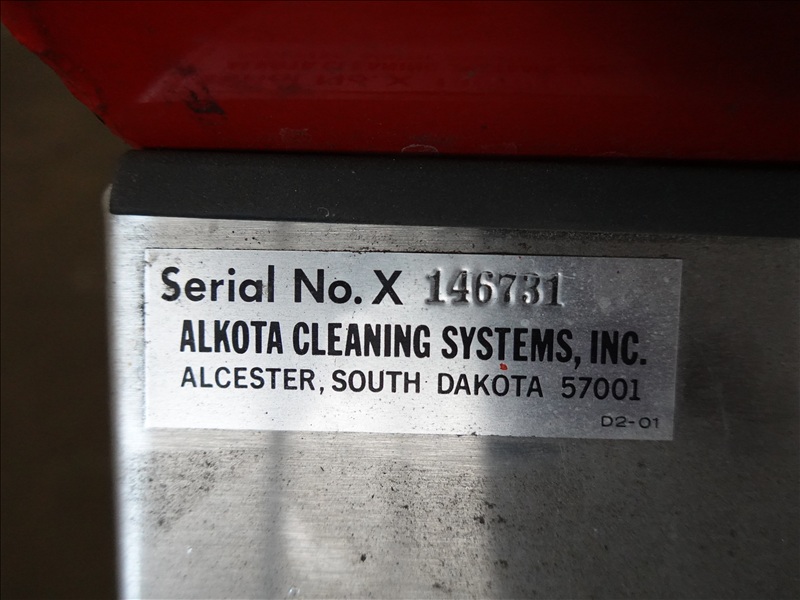 Serial No. X 146731
ALKOTA CLEANING SYSTEMS, INC.
ALCESTER, SOUTH DAKOTA 57001
D2-01